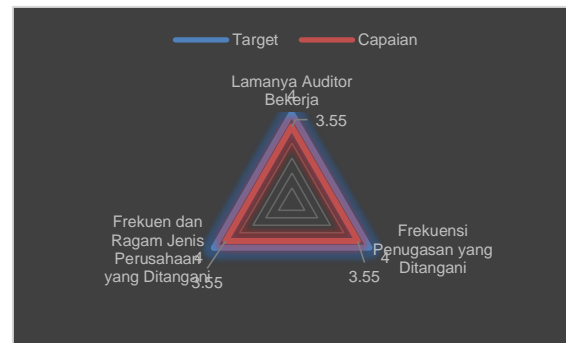 Target
Capaian
Lamanya Auditor
Bekerja
4
3.55
Frekuensi
Penugasan yang
Ditangani
4
3.55
Frekuen dan
Ragam Jenis
Perusahaan
yang Ditangani
4
3.55